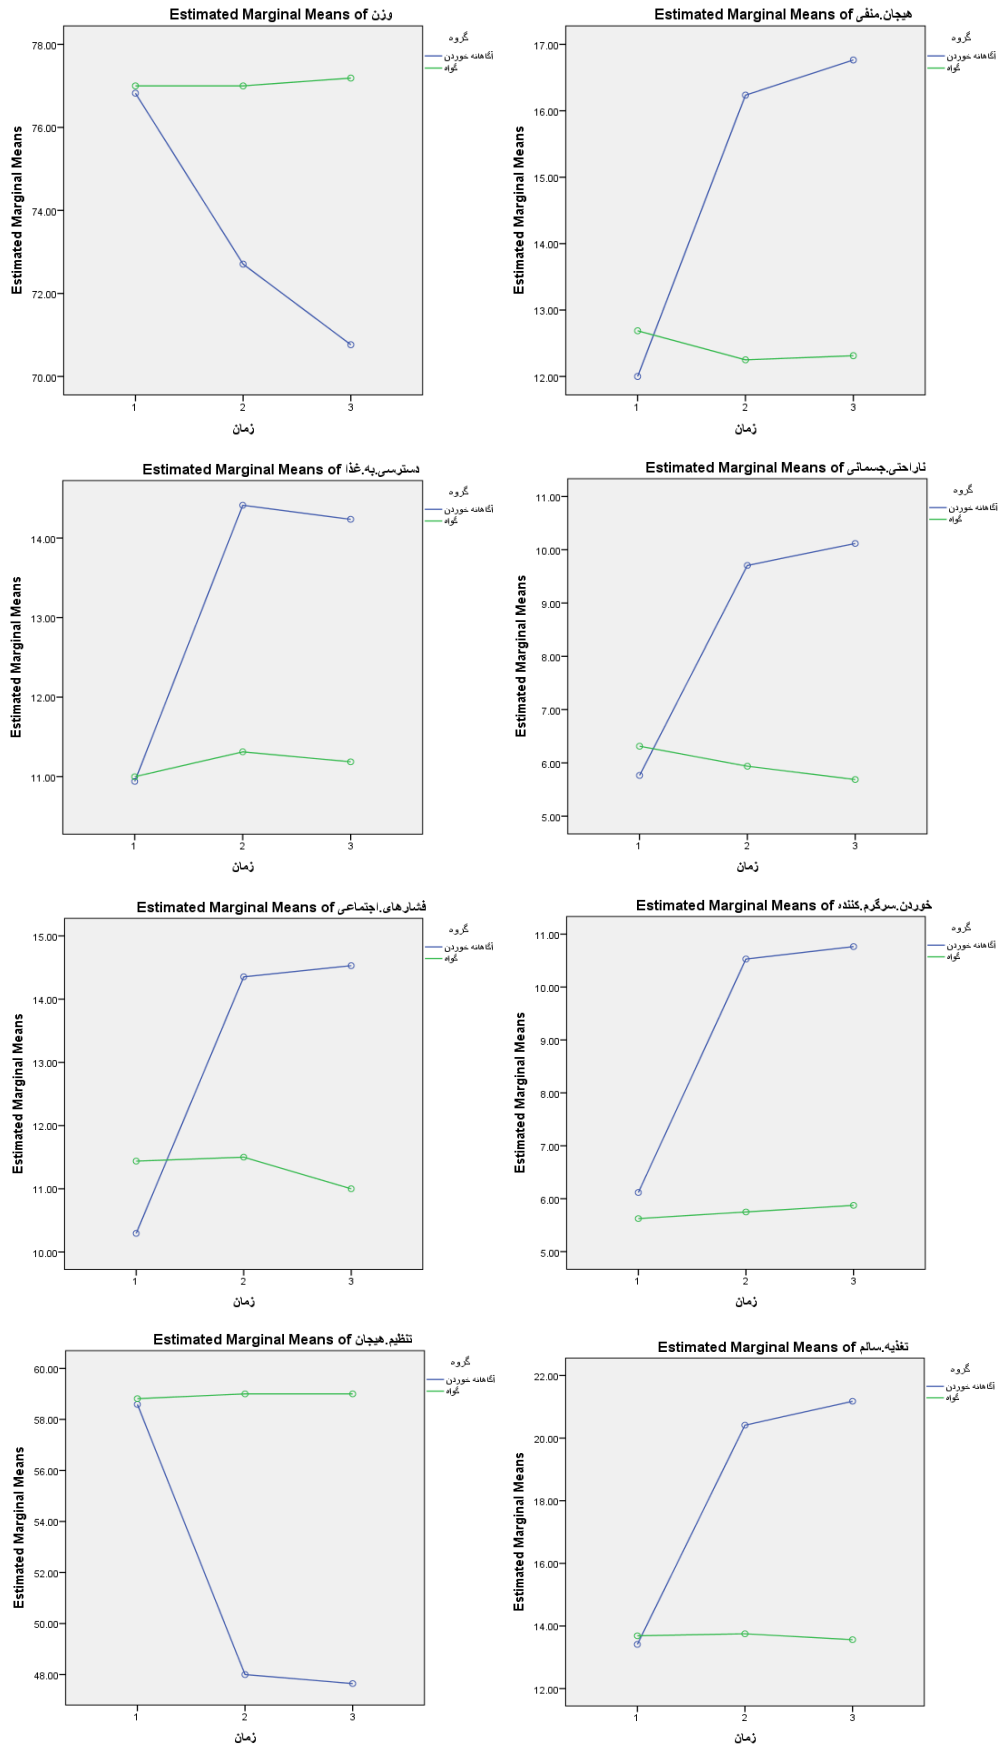 Estimated Marginal Means of وزن
گروه
آگاهانه خوردن
گواه
78.00
76.00
74.00
72.00
70.00
Estimated Marginal Means
1 2 3
زمان
Estimated Marginal Means of هیجان.منفی
گروه
آگاهانه خوردن
گواه
17.00
16.00
15.00
14.00
13.00
12.00
Estimated Marginal Means
1 2 3
زمان
Estimated Marginal Means of دسترسی.به.غذا
گروه
آگاهانه خوردن
گواه
14.00
13.00
12.00
11.00
Estimated Marginal Means
1 2 3
زمان
Estimated Marginal Means of ناراحتی.جسمانی
گروه
آگاهانه خوردن
گواه
11.00
10.00
9.00
8.00
7.00
6.00
5.00
Estimated Marginal Means
1 2 3
زمان
Estimated Marginal Means of فشارهای.اجتماعی
گروه
آگاهانه خوردن
گواه
15.00
14.00
13.00
12.00
11.00
10.00
Estimated Marginal Means
1 2 3
زمان
Estimated Marginal Means of خوردن.سرگرم.کننده
گروه
آگاهانه خوردن
گواه
11.00
10.00
9.00
8.00
7.00
6.00
5.00
Estimated Marginal Means
1 2 3
زمان
Estimated Marginal Means of تنظیم.هیجان
گروه
آگاهانه خوردن
گواه
60.00
58.00
56.00
54.00
52.00
50.00
48.00
Estimated Marginal Means
1 2 3
زمان
Estimated Marginal Means of تغذیه.سالم
گروه
آگاهانه خوردن
گواه
22.00
20.00
18.00
16.00
14.00
12.00
Estimated Marginal Means
1 2 3
زمان